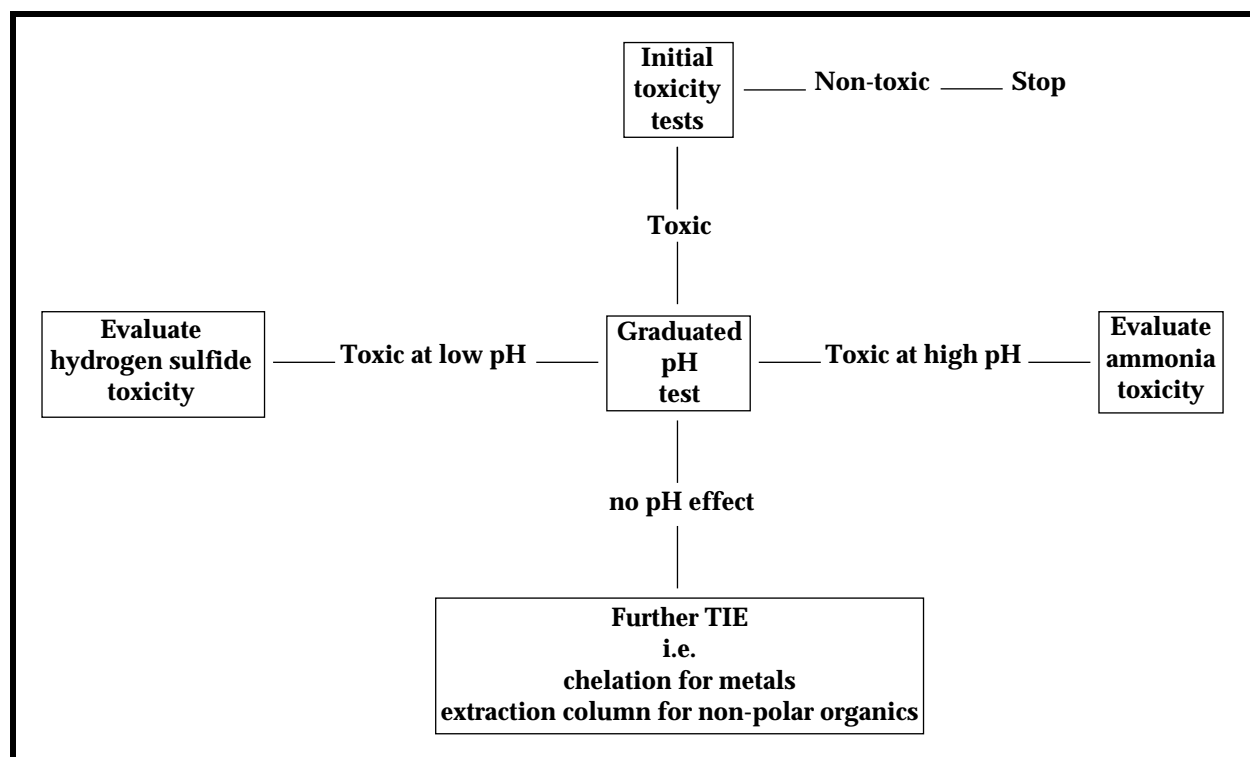 Initial
toxicity
tests
Non-toxic
Stop
Toxic
Evaluate
hydrogen sulfide
toxicity
Toxic at low pH
Graduated
pH
test
Toxic at high pH
Evaluate
ammonia
toxicity
no pH effect
Further TIE
i.e.
chelation for metals
extraction column for non-polar organics